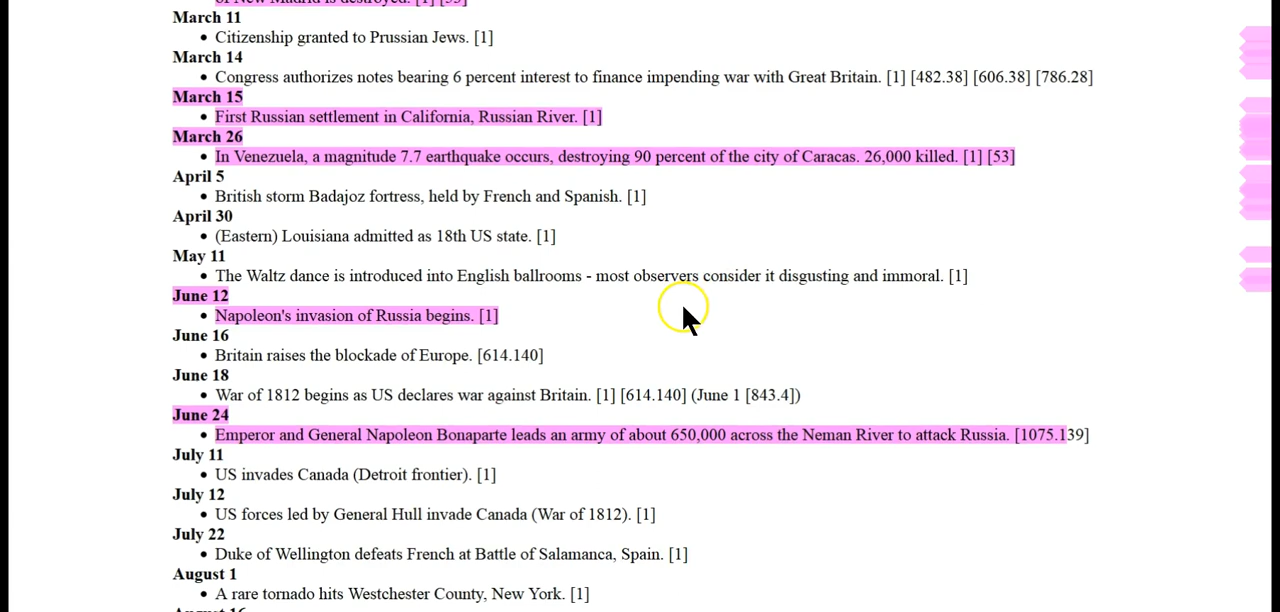 of New Madrid is destroyed. [1] [53]
March 11
• Citizenship granted to Prussian Jews. [1]
March 14
• Congress authorizes notes bearing 6 percent interest to finance impending war with Great Britain. [1] [482.38] [606.38] [786.28]
March 15
• First Russian settlement in California, Russian River. [1]
March 26
• In Venezuela, a magnitude 7.7 earthquake occurs, destroying 90 percent of the city of Caracas. 26,000 killed. [1] [53]
April 5
• British storm Badajoz fortress, held by French and Spanish. [1]
April 30
• (Eastern) Louisiana admitted as 18th US state. [1]
May 11
• The Waltz dance is introduced into English ballrooms - most observers consider it disgusting and immoral. [1]
June 12
• Napoleon's invasion of Russia begins. [1]
June 16
• Britain raises the blockade of Europe. [614.140]
June 18
• War of 1812 begins as US declares war against Britain. [1] [614.140] (June 1 [843.4])
June 24
• Emperor and General Napoleon Bonaparte leads an army of about 650,000 across the Neman River to attack Russia. [1075.139]
July 11
• US invades Canada (Detroit frontier). [1]
July 12
• US forces led by General Hull invade Canada (War of 1812). [1]
July 22
• Duke of Wellington defeats French at Battle of Salamanca, Spain. [1]
August 1
• A rare tornado hits Westchester County, New York. [1]
August 16